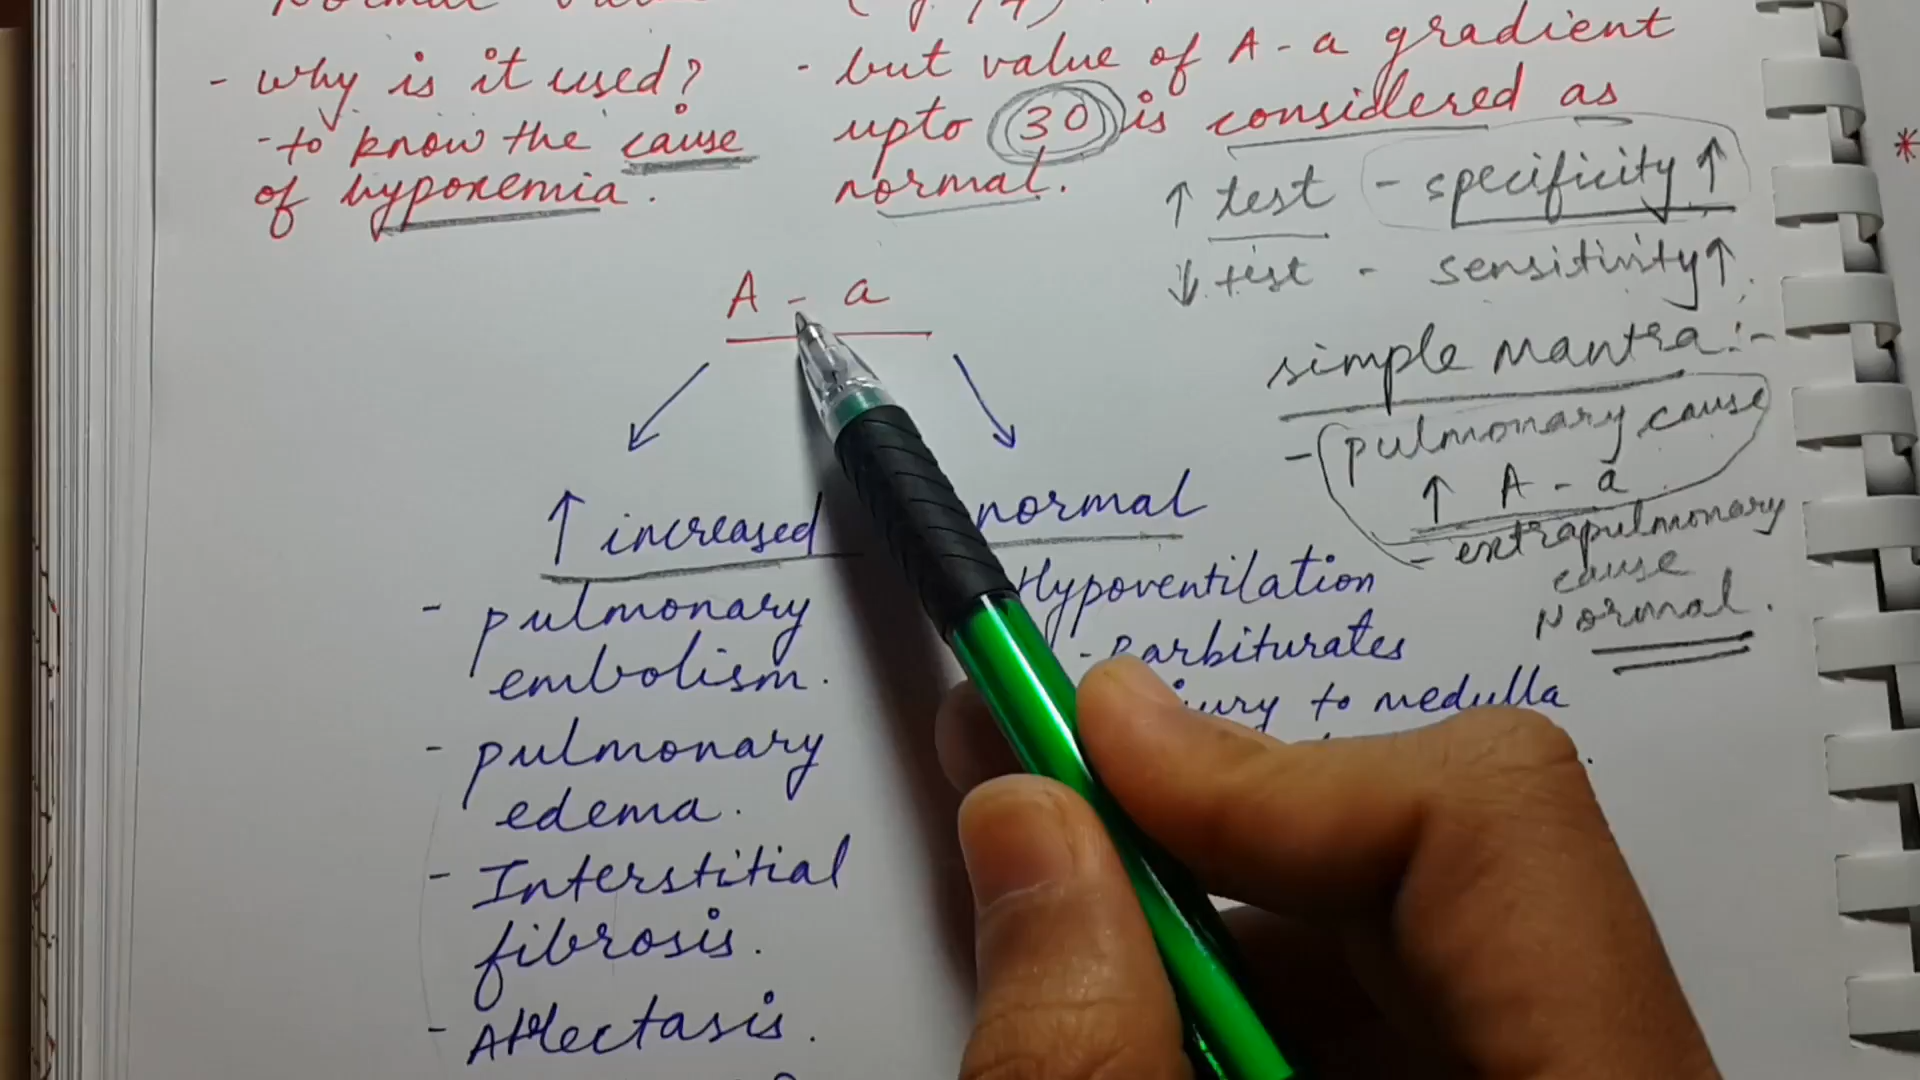 - why is it used?
- to know the cause
of hypoxemia.
- but value of A-a gradient
upto 30 is considered as
normal.
↑ test - specificity ↑
↓ test - sensitivity ↑
simple mantra:-
- pulmonary cause
↑ A - a
- extrapulmonary
cause
Normal.
A - a
↑ increased
- pulmonary
embolism.
- pulmonary
edema.
- Interstitial
fibrosis.
- Atlectasis.
normal
Hypoventilation
- Barbiturates
to medulla